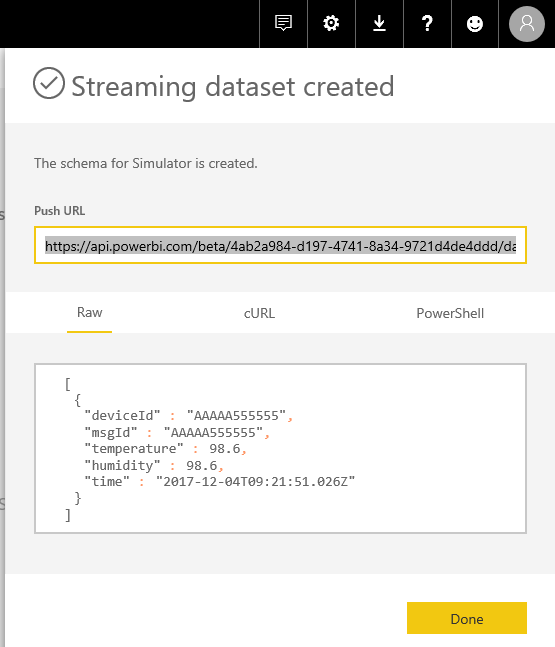 ?
Streaming dataset created
The schema for Simulator is created.
Push URL
https://api.powerbi.com/beta/4ab2a984-d197-4741-8a34-9721d4de4ddd/da
Raw cURL PowerShell
[
{
"deviceId" : "AAAAA555555",
"msgId" : "AAAAA555555",
"temperature" : 98.6,
"humidity" : 98.6,
"time" : "2017-12-04T09:21:51.026Z"
}
]
Done